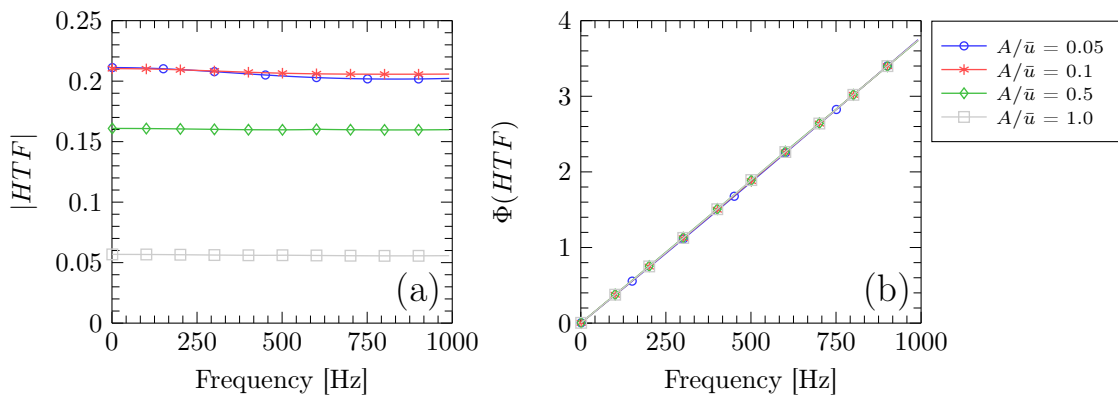 0.25
0.2
0.15
0.1
0.05
0
|HTF|
0 250 500 750 1000
Frequency [Hz]
(a)
4
3
2
1
0
Φ(HTF)
0 250 500 750 1000
Frequency [Hz]
(b)
A/ū = 0.05
A/ū = 0.1
A/ū = 0.5
A/ū = 1.0